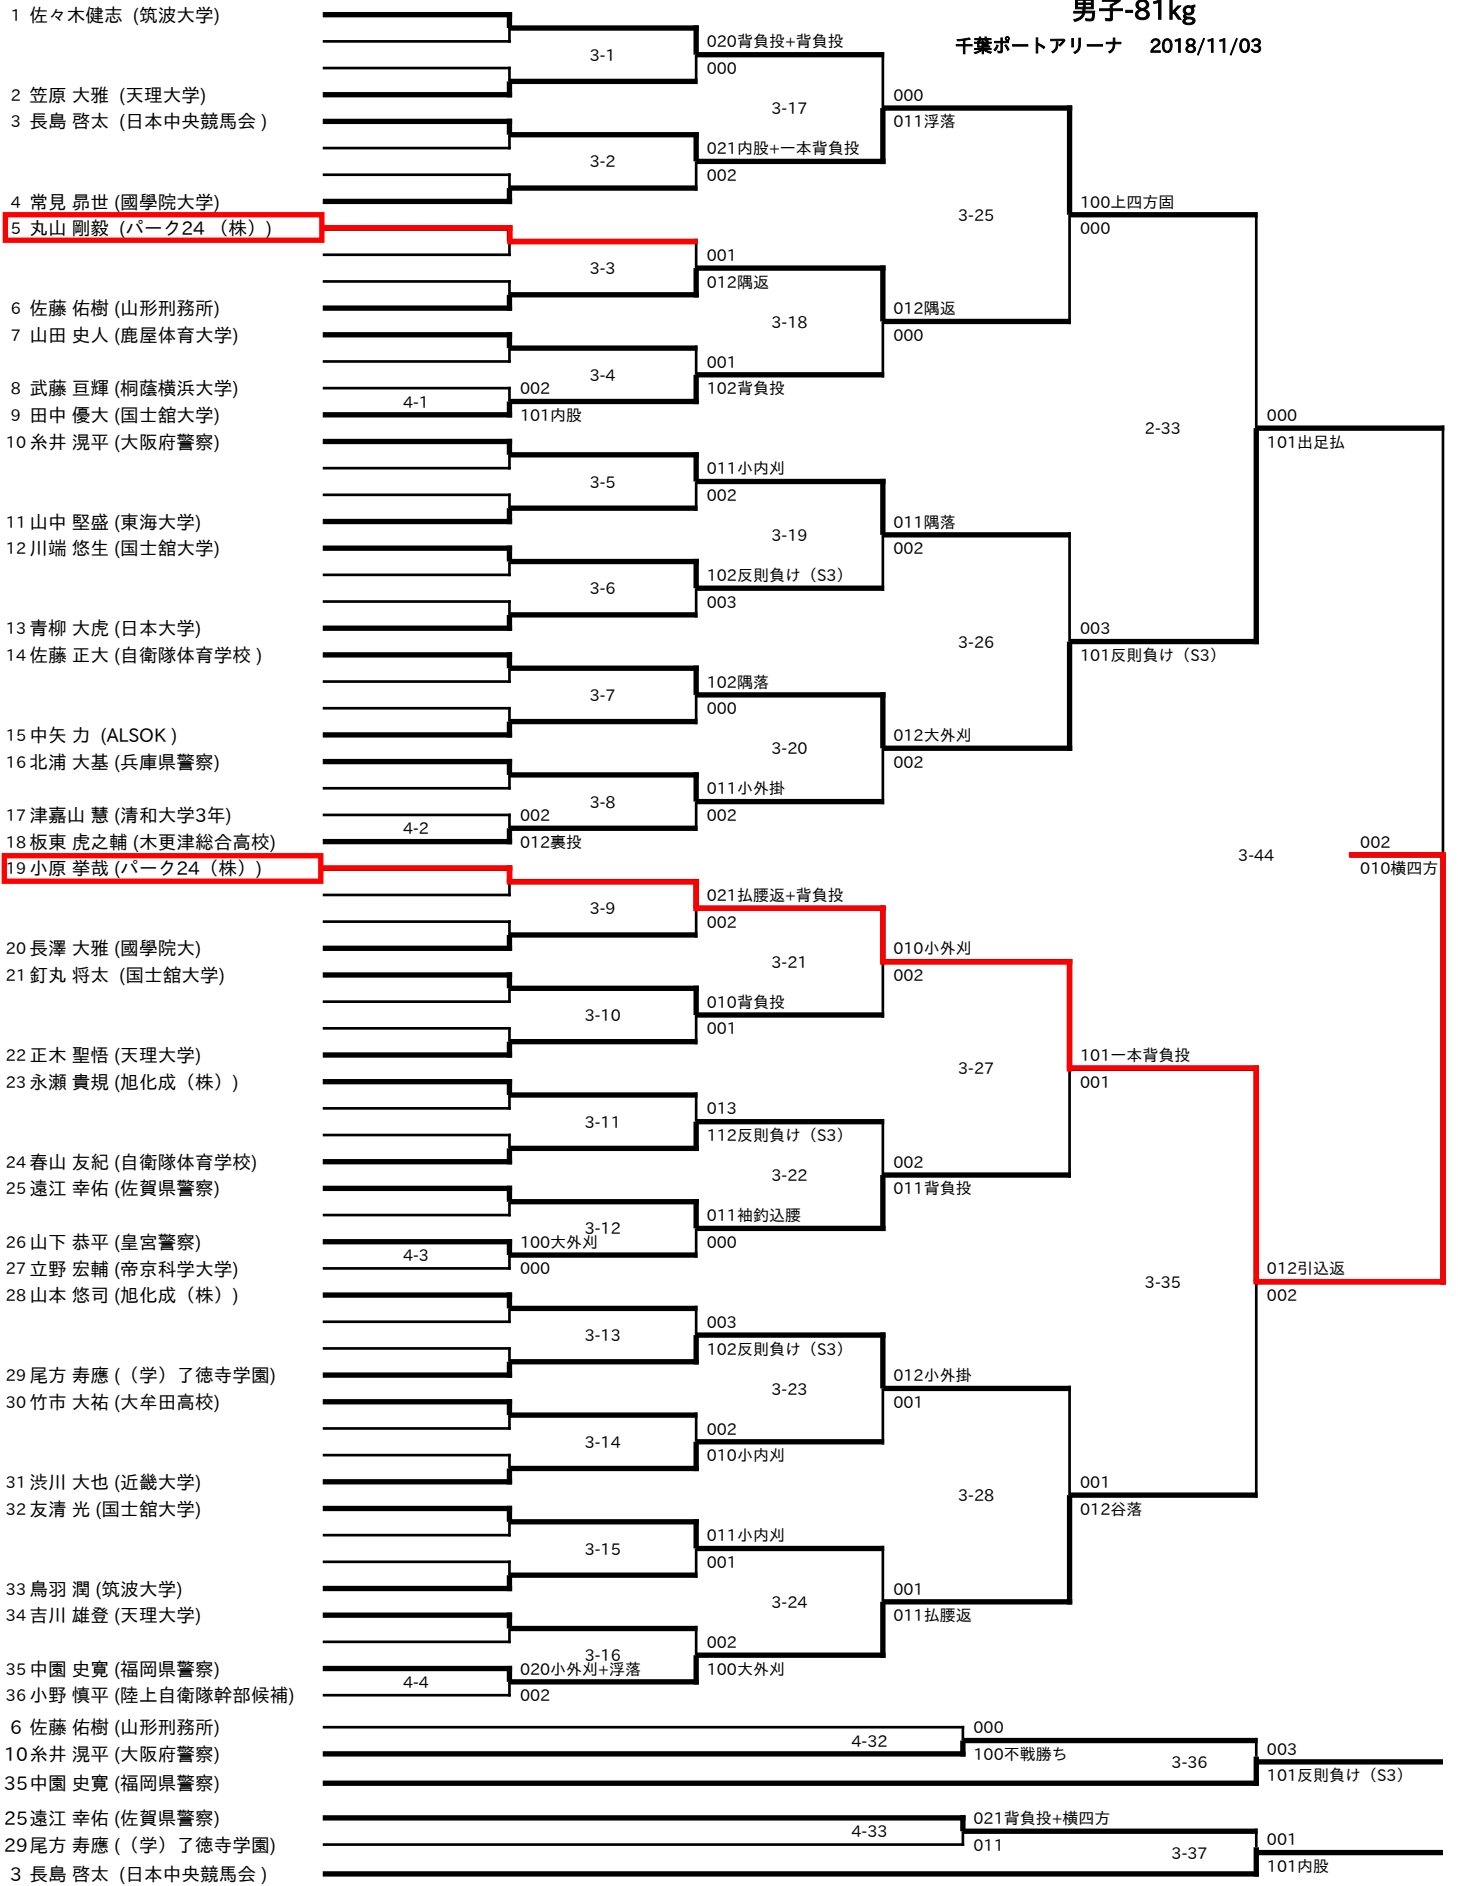 男子-81kg
千葉ポートアリーナ 2018/11/03
1 佐々木健志 (筑波大学)
2 笠原 大雅 (天理大学)
3 長島 啓太 (日本中央競馬会 )
4 常見 昴世 (國學院大学)
5 丸山 剛毅 (パーク24 (株) )
6 佐藤 佑樹 (山形刑務所)
7 山田 史人 (鹿屋体育大学)
8 武藤 亘輝 (桐蔭横浜大学)
9 田中 優大 (国士舘大学)
10 糸井 滉平 (大阪府警察)
11 山中 堅盛 (東海大学)
12 川端 悠生 (国士舘大学)
13 青柳 大虎 (日本大学)
14 佐藤 正大 (自衛隊体育学校 )
15 中矢 力 (ALSOK )
16 北浦 大基 (兵庫県警察)
17 津嘉山 慧 (清和大学3年)
18 板東 虎之輔 (木更津総合高校)
19 小原 拳哉 (パーク24(株) )
20 長澤 大雅 (國學院大)
21 釘丸 将太 (国士舘大学)
22 正木 聖悟 (天理大学)
23 永瀬 貴規 (旭化成(株) )
24 春山 友紀 (自衛隊体育学校)
25 遠江 幸佑 (佐賀県警察)
26 山下 恭平 (皇宮警察)
27 立野 宏輔 (帝京科学大学)
28 山本 悠司 (旭化成(株) )
29 尾方 寿應 ( (学) 了徳寺学園)
30 竹市 大祐 (大牟田高校)
31 渋川 大也 (近畿大学)
32 友清 光 (国士舘大学)
33 鳥羽 潤 (筑波大学)
34 吉川 雄登 (天理大学)
35 中園 史寛 (福岡県警察)
36 小野 慎平 (陸上自衛隊幹部候補)
4-1
002
101内股
4-2
002
012裏投
4-3
100大外刈
000
4-4
020小外刈+浮落
002
3-1
020背負投+背負投
000
3-2
021内股+一本背負投
002
3-3
001
012隅返
3-4
001
102背負投
3-5
011小内刈
002
3-6
102反則負け(S3)
003
3-7
102隅落
000
3-8
011小外掛
002
3-9
021払腰返+背負投
002
3-10
010背負投
001
3-11
013
112反則負け(S3)
3-12
011袖釣込腰
000
3-13
003
102反則負け(S3)
3-14
002
010小内刈
3-15
011小内刈
001
3-16
002
100大外刈
3-17
000
011浮落
3-18
012隅返
000
3-19
011隅落
002
3-20
012大外刈
002
3-21
010小外刈
002
3-22
002
011背負投
3-23
012小外掛
001
3-24
001
011払腰返
3-25
100上四方固
000
3-26
003
101反則負け(S3)
3-27
101一本背負投
001
3-28
001
012谷落
2-33
000
101出足払
3-35
012引込返
002
3-44
002
010横四方
6 佐藤 佑樹 (山形刑務所)
10 糸井 滉平 (大阪府警察)
35 中園 史寛 (福岡県警察)
4-32
000
100不戦勝ち
3-36
003
101反則負け(S3)
25 遠江 幸佑 (佐賀県警察)
29 尾方 寿應 ( (学) 了徳寺学園)
3 長島 啓太 (日本中央競馬会 )
4-33
021背負投+横四方
011
3-37
001
101内股